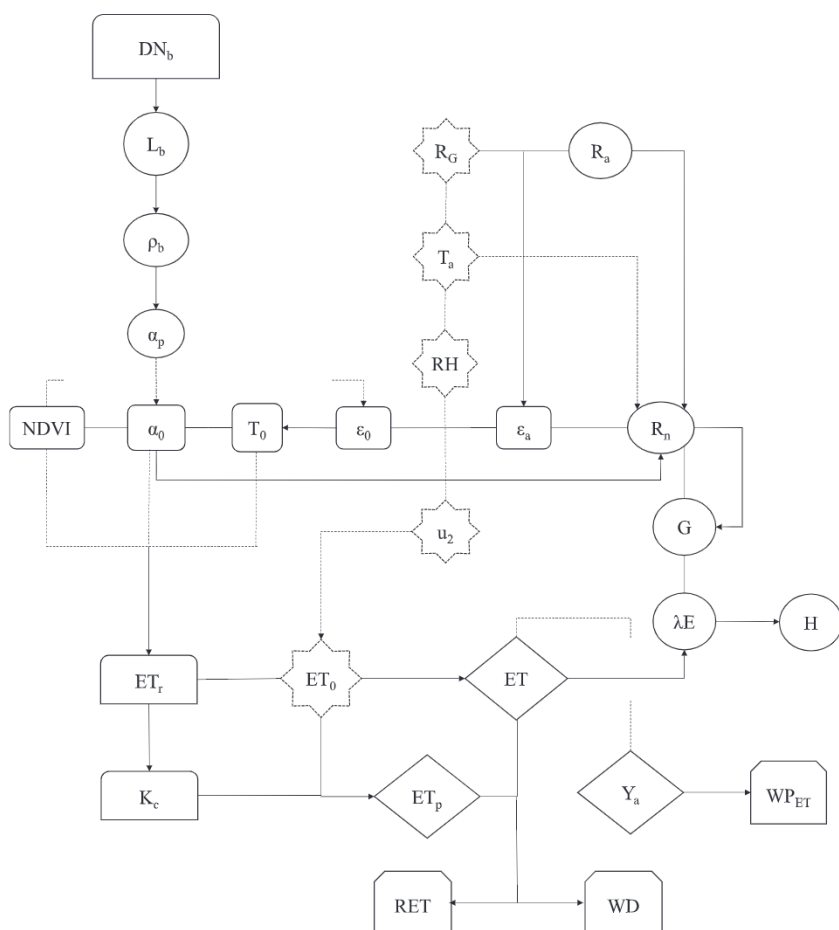 DN_b
L_b
R_G
R_a
ρ_b
T_a
α_p
RH
NDVI
α_0
T_0
ε_0
ε_a
R_n
G
u_2
λE
H
ET_r
ET_0
ET
K_c
ET_p
Y_a
WP_ET
RET
WD